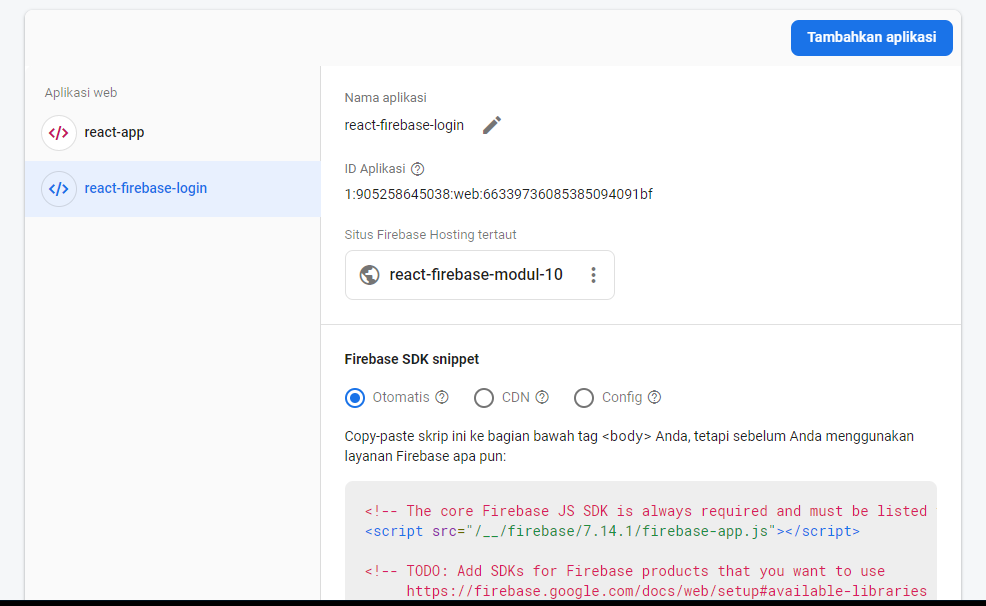 Tambahkan aplikasi
Aplikasi web
</> react-app
</> react-firebase-login
Nama aplikasi
react-firebase-login
ID Aplikasi
1:905258645038:web:66339736085385094091bf
Situs Firebase Hosting tertaut
react-firebase-modul-10
Firebase SDK snippet
Otomatis CDN Config
Copy-paste skrip ini ke bagian bawah tag <body> Anda, tetapi sebelum Anda menggunakan
layanan Firebase apa pun:
<!-- The core Firebase JS SDK is always required and must be listed
<script src="/__/firebase/7.14.1/firebase-app.js"></script>
<!-- TODO: Add SDKs for Firebase products that you want to use
https://firebase.google.com/docs/web/setup#available-libraries